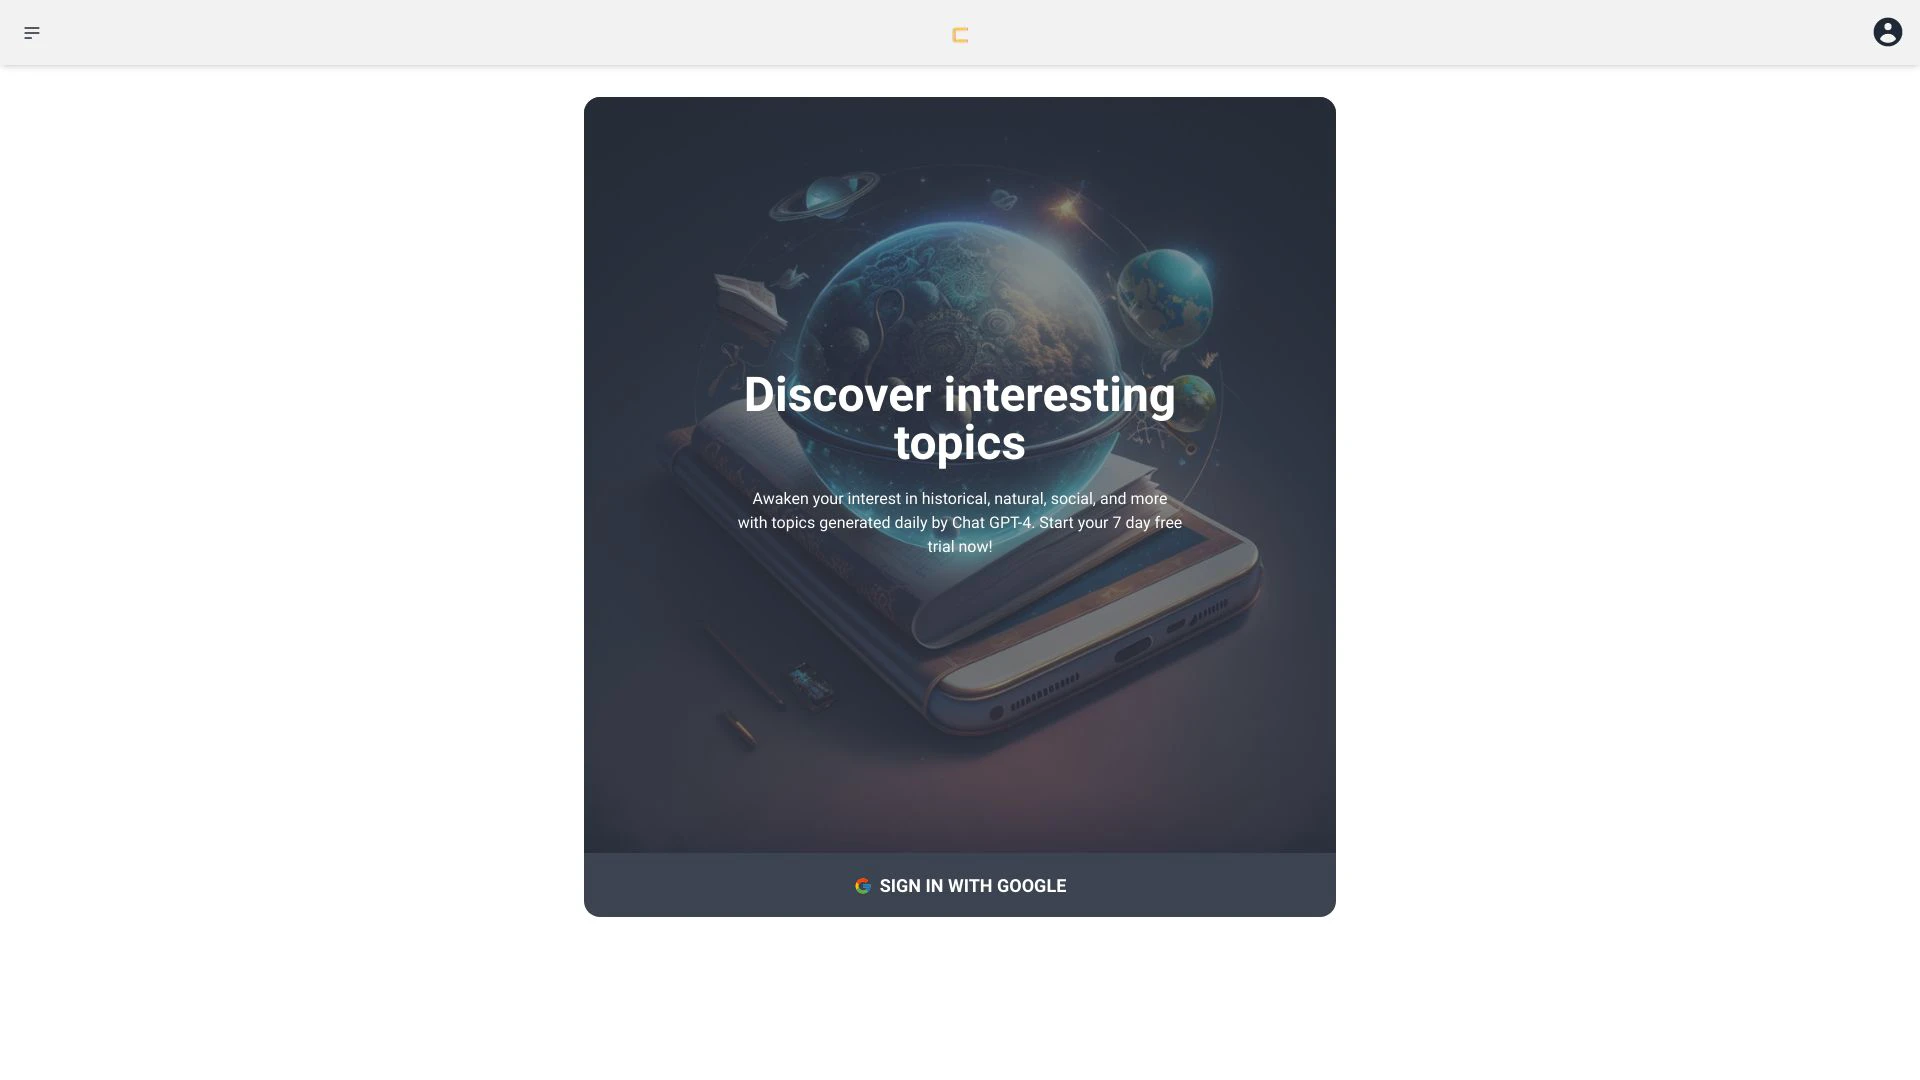 Discover interesting
topics
Awaken your interest in historical, natural, social, and more
with topics generated daily by Chat GPT-4. Start your 7 day free
trial now!
SIGN IN WITH GOOGLE